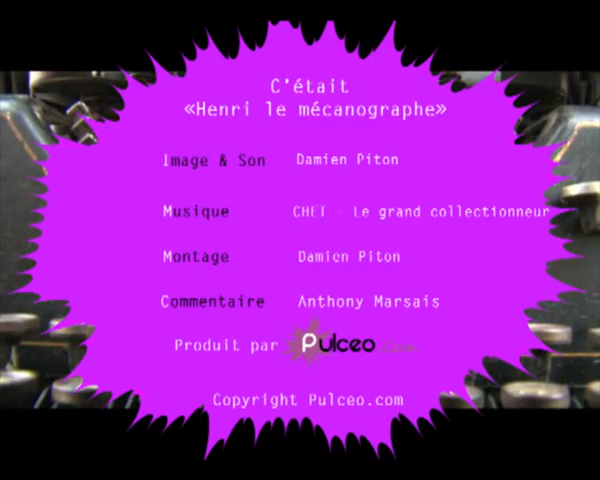 C'était
«Henri le mécanographe»
Image & Son Damien Piton
Musique CHET - Le grand collectionneur
Montage Damien Piton
Commentaire Anthony Marsais
Produit par Pulceo.com
Copyright Pulceo.com